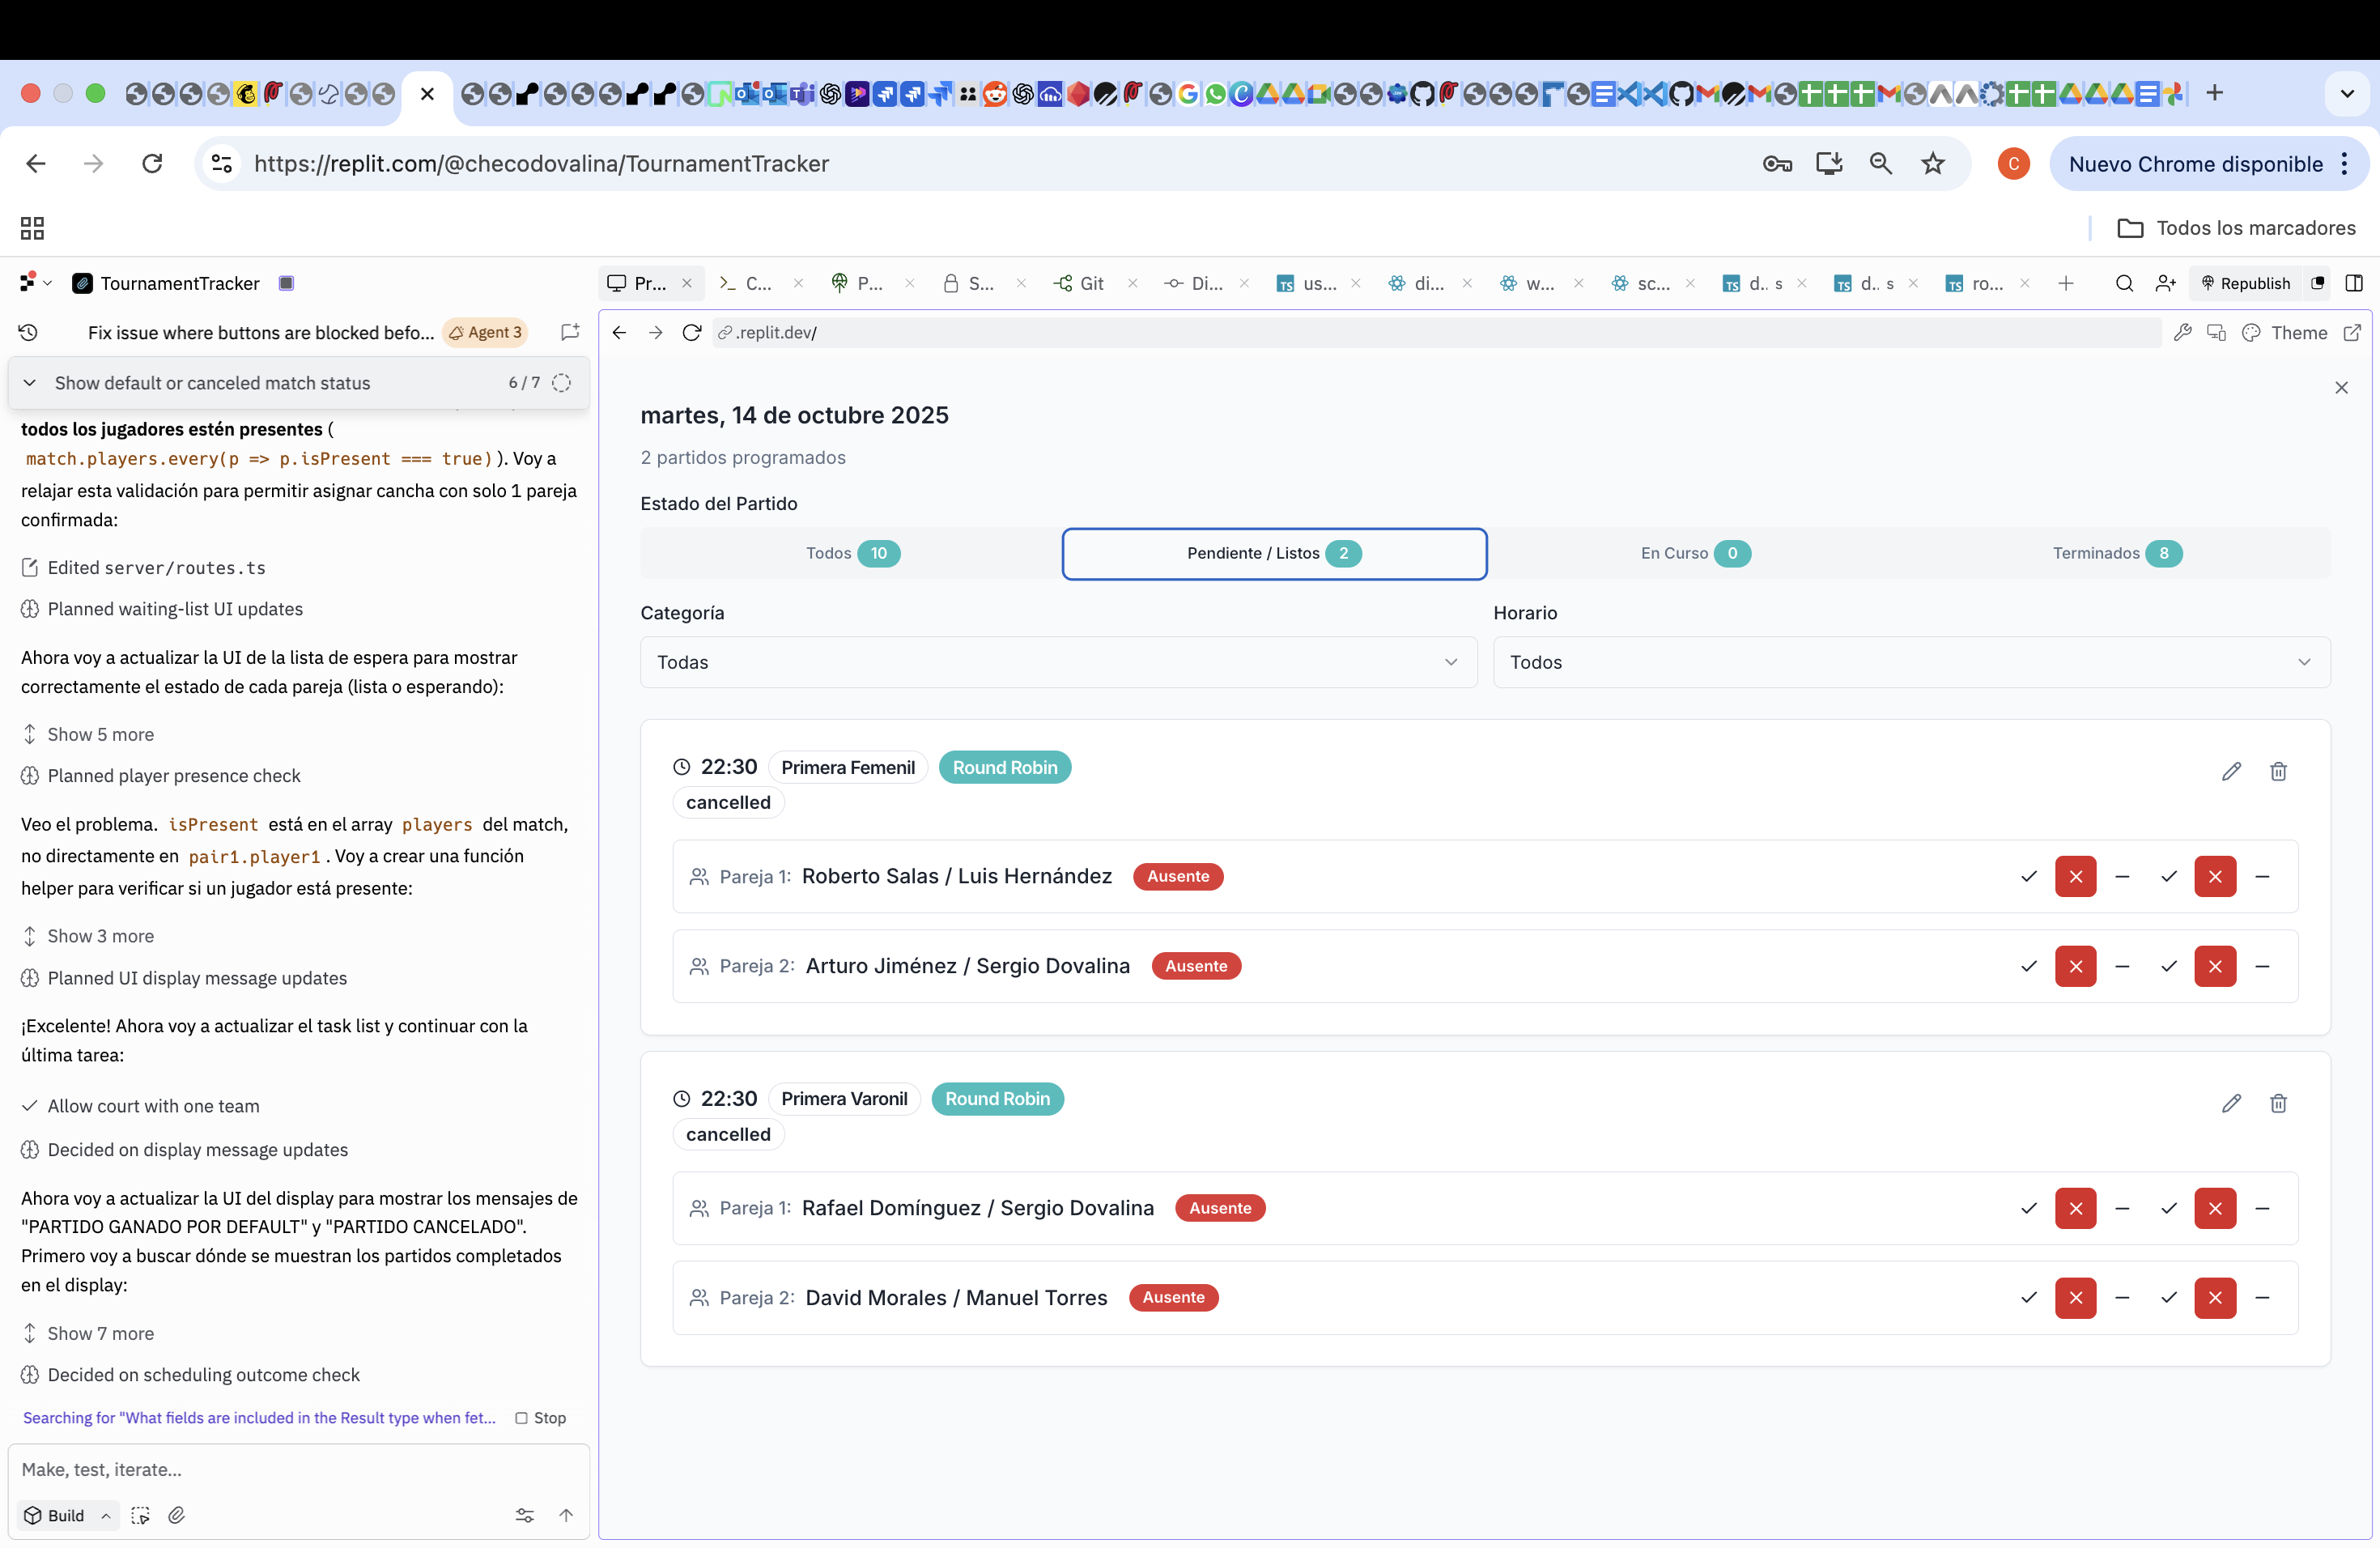 https://replit.com/@checodovalina/TournamentTracker
C
Nuevo Chrome disponible
Todos los marcadores
TournamentTracker
Pr...
C...
P...
S...
Git
Di...
TS us...
di...
w...
sc...
TS d.. s
TS d.. s
TS ro...
Republish
Fix issue where buttons are blocked befo...
Agent 3
.replit.dev/
Theme
Show default or canceled match status
6 / 7
todos los jugadores estén presentes (
match.players.every(p => p.isPresent === true)). Voy a
relajar esta validación para permitir asignar cancha con solo 1 pareja
confirmada:
Edited server/routes.ts
Planned waiting-list UI updates
Ahora voy a actualizar la UI de la lista de espera para mostrar
correctamente el estado de cada pareja (lista o esperando):
Show 5 more
Planned player presence check
Veo el problema. isPresent está en el array players del match,
no directamente en pair1.player1. Voy a crear una función
helper para verificar si un jugador está presente:
Show 3 more
Planned UI display message updates
¡Excelente! Ahora voy a actualizar el task list y continuar con la
última tarea:
Allow court with one team
Decided on display message updates
Ahora voy a actualizar la UI del display para mostrar los mensajes de
"PARTIDO GANADO POR DEFAULT" y "PARTIDO CANCELADO".
Primero voy a buscar dónde se muestran los partidos completados
en el display:
Show 7 more
Decided on scheduling outcome check
Searching for "What fields are included in the Result type when fet...
Stop
Make, test, iterate...
Build
martes, 14 de octubre 2025
2 partidos programados
Estado del Partido
Todos 10
Pendiente / Listos 2
En Curso 0
Terminados 8
Categoría
Horario
Todas
Todos
22:30 Primera Femenil Round Robin
cancelled
Pareja 1: Roberto Salas / Luis Hernández Ausente
Pareja 2: Arturo Jiménez / Sergio Dovalina Ausente
22:30 Primera Varonil Round Robin
cancelled
Pareja 1: Rafael Domínguez / Sergio Dovalina Ausente
Pareja 2: David Morales / Manuel Torres Ausente